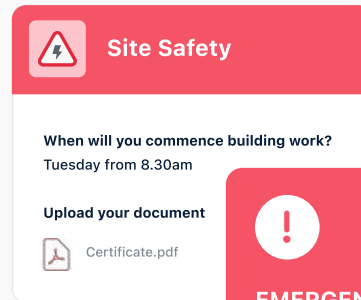 Site Safety
When will you commence building work?
Tuesday from 8.30am
Upload your document
Certificate.pdf